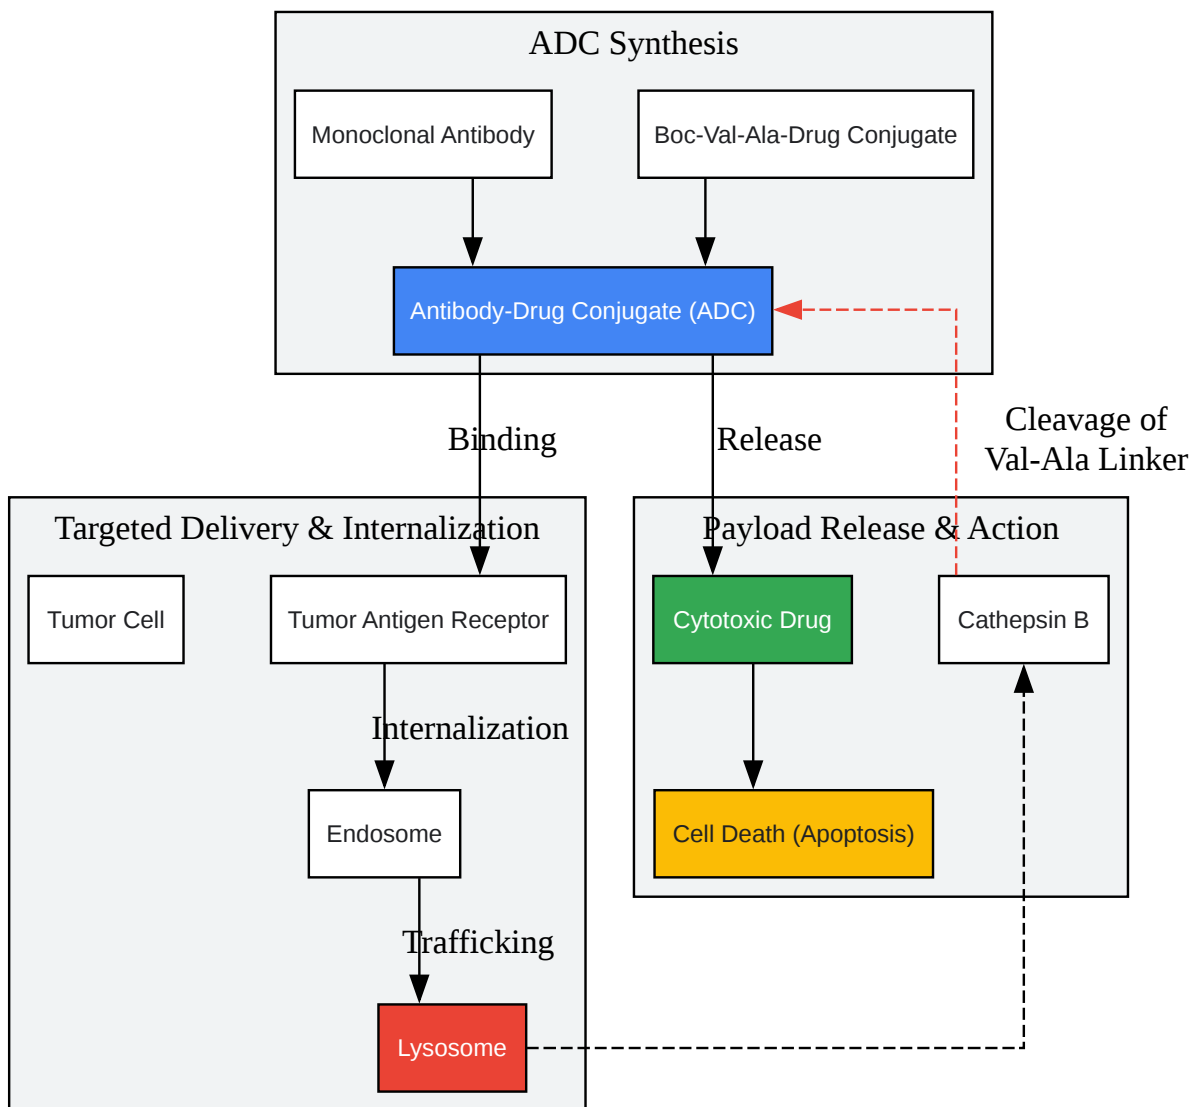 ADC Synthesis
Monoclonal Antibody
Boc-Val-Ala-Drug Conjugate
Antibody-Drug Conjugate (ADC)
Binding
Release
Cleavage of
Val-Ala Linker
Targeted Delivery & Internalization
Payload Release & Action
Tumor Cell
Tumor Antigen Receptor
Cytotoxic Drug
Cathepsin B
Internalization
Endosome
Cell Death (Apoptosis)
Trafficking
Lysosome